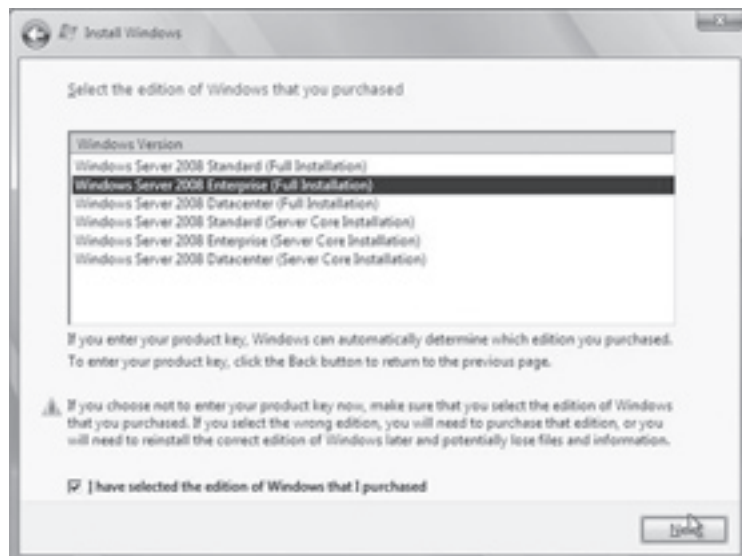 Install Windows
Select the edition of Windows that you purchased
Windows Version
Windows Server 2008 Standard (Full Installation)
Windows Server 2008 Enterprise (Full Installation)
Windows Server 2008 Datacenter (Full Installation)
Windows Server 2008 Standard (Server Core Installation)
Windows Server 2008 Enterprise (Server Core Installation)
Windows Server 2008 Datacenter (Server Core Installation)
If you enter your product key, Windows can automatically determine which edition you purchased.
To enter your product key, click the Back button to return to the previous page.
If you choose not to enter your product key now, make sure that you select the edition of Windows
that you purchased. If you select the wrong edition, you will need to purchase that edition, or you
will need to reinstall the correct edition of Windows later and potentially lose files and information.
I have selected the edition of Windows that I purchased
Next